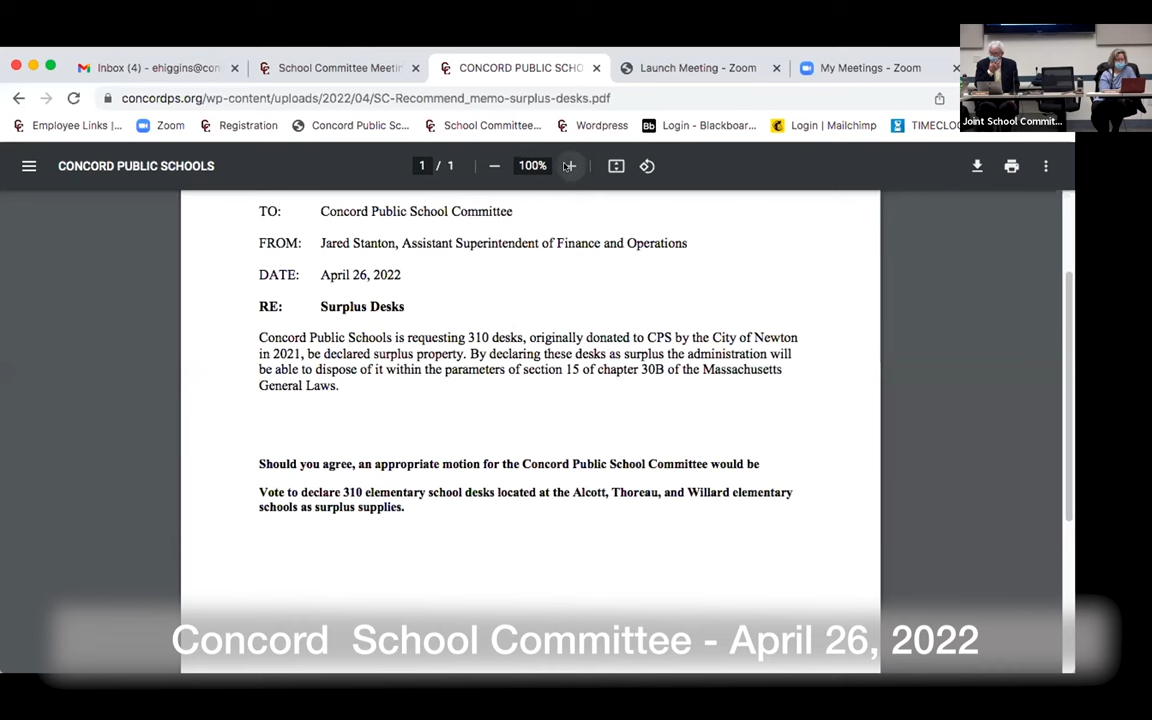 Inbox (4) - ehiggins@con
School Committee Meetin
CONCORD PUBLIC SCHO
Launch Meeting - Zoom
My Meetings - Zoom
concordps.org/wp-content/uploads/2022/04/SC-Recommend_memo-surplus-desks.pdf
Joint School Commit...
Employee Links |...
Zoom
Registration
Concord Public Sc...
School Committee...
Wordpress
Bb
Login - Blackboar...
Login | Mailchimp
TIMECLO
CONCORD PUBLIC SCHOOLS
1 / 1
100%
TO: Concord Public School Committee
FROM: Jared Stanton, Assistant Superintendent of Finance and Operations
DATE: April 26, 2022
RE: Surplus Desks
Concord Public Schools is requesting 310 desks, originally donated to CPS by the City of Newton
in 2021, be declared surplus property. By declaring these desks as surplus the administration will
be able to dispose of it within the parameters of section 15 of chapter 30B of the Massachusetts
General Laws.
Should you agree, an appropriate motion for the Concord Public School Committee would be
Vote to declare 310 elementary school desks located at the Alcott, Thoreau, and Willard elementary
schools as surplus supplies.
Concord School Committee - April 26, 2022